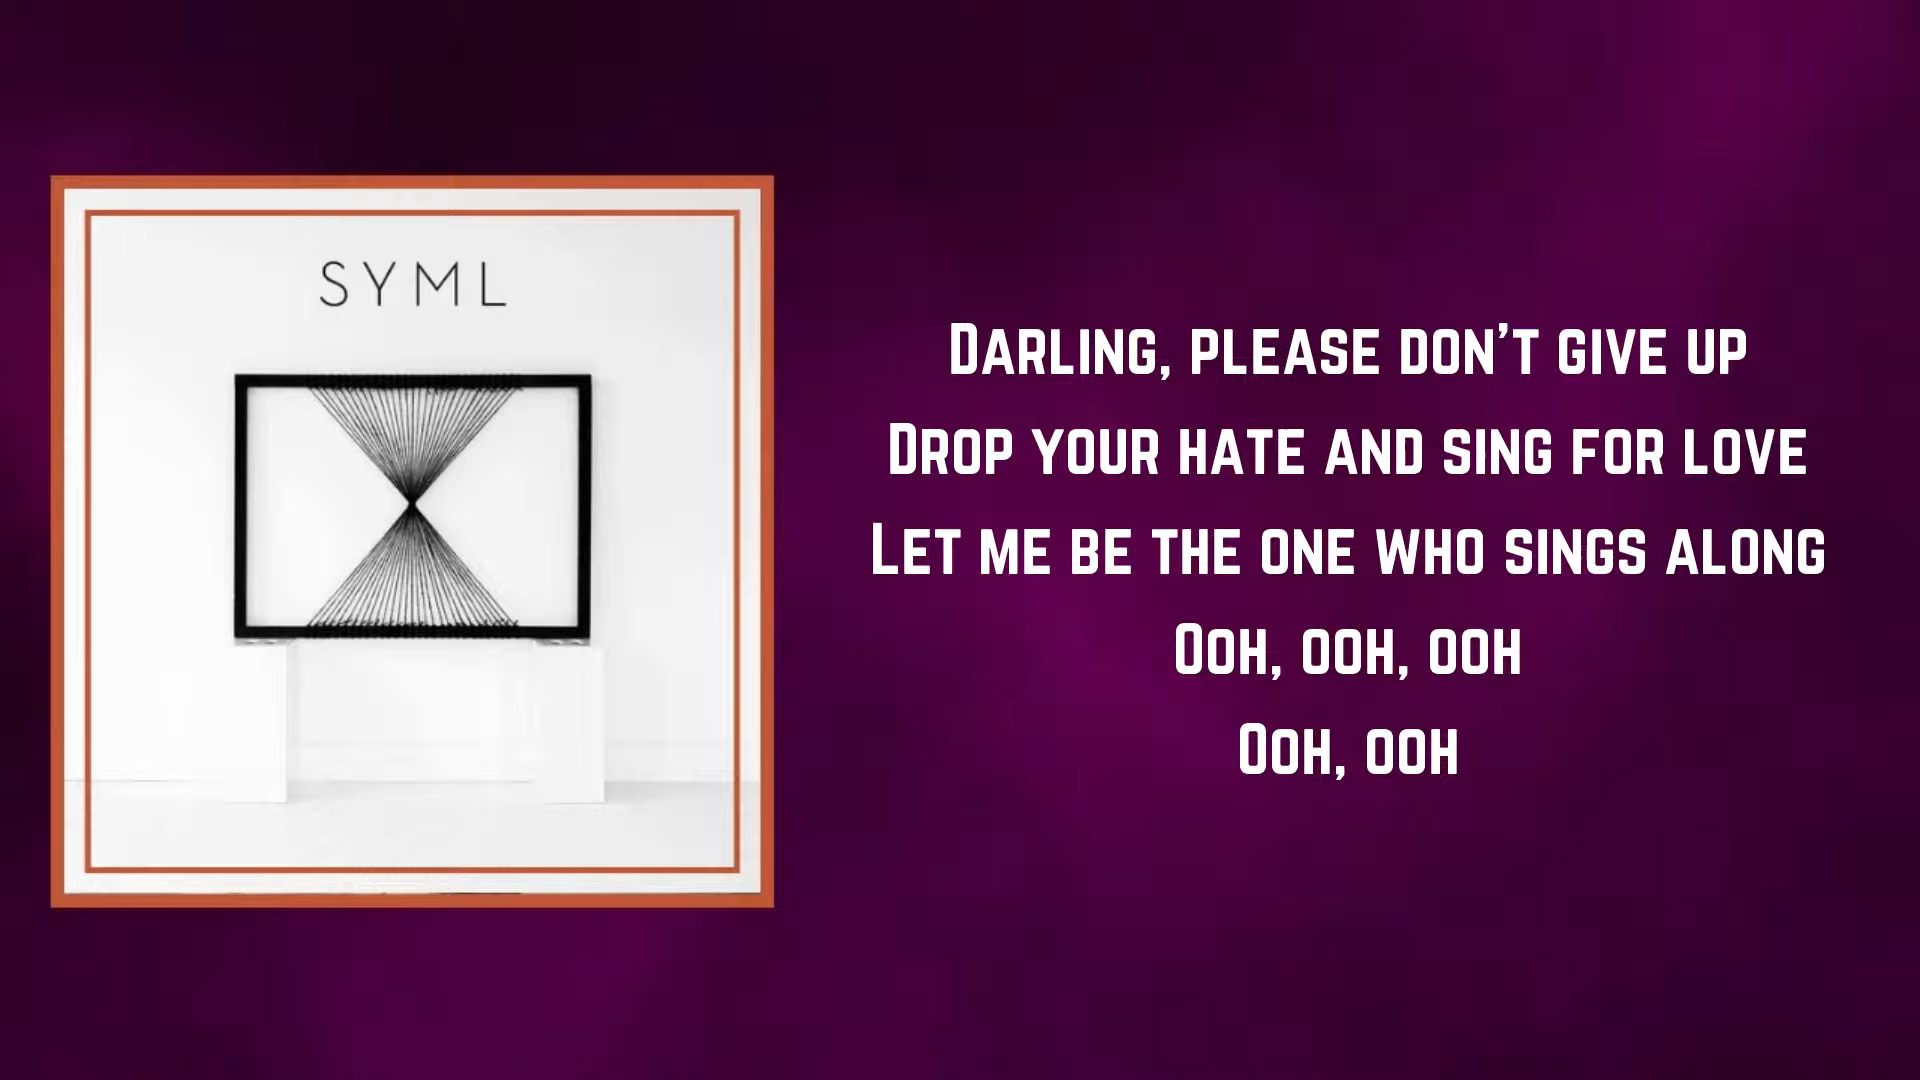 SYML
Darling, please don't give up
Drop your hate and sing for love
Let me be the one who sings along
Ooh, ooh, ooh
Ooh, ooh